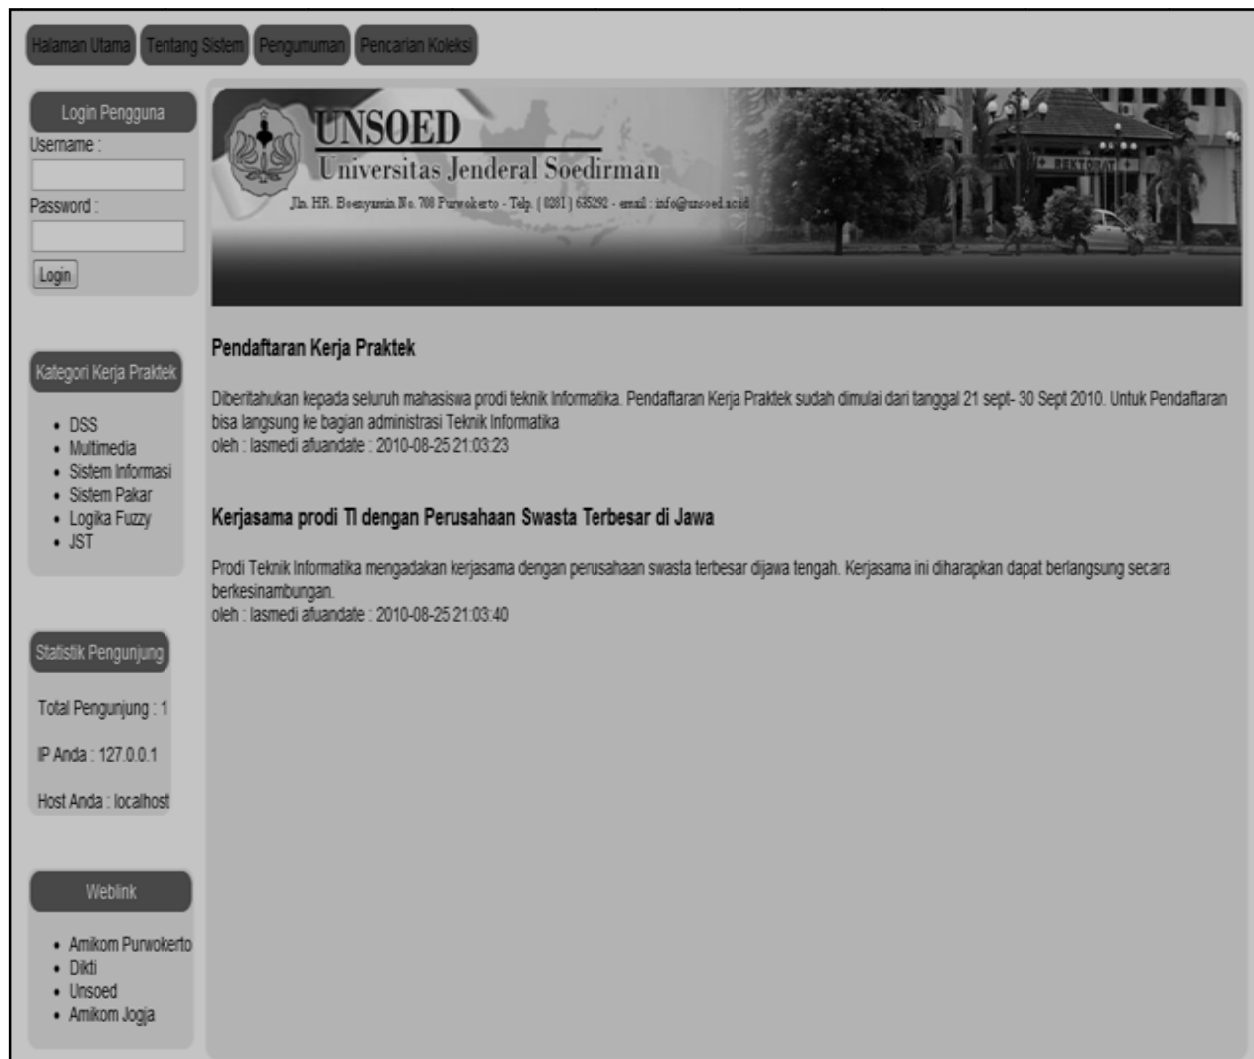 Halaman Utama Tentang Sistem Pengumuman Pencarian Koleksi
Login Pengguna
Username :
Password :
Login
Kategori Kerja Praktek
• DSS
• Multimedia
• Sistem Informasi
• Sistem Pakar
• Logika Fuzzy
• JST
Statistik Pengunjung
Total Pengunjung : 1
IP Anda : 127.0.0.1
Host Anda : localhost
Weblink
• Amikom Purwokerto
• Dikti
• Unsoed
• Amikom Jogja
UNSOED
Universitas Jenderal Soedirman
Jln. HR. Boenyamin No. 708 Purwokerto - Telp. ( 0281 ) 635292 - email : info@unsoed.acid
REKTORAT
Pendaftaran Kerja Praktek
Diberitahukan kepada seluruh mahasiswa prodi teknik Informatika. Pendaftaran Kerja Praktek sudah dimulai dari tanggal 21 sept- 30 Sept 2010. Untuk Pendaftaran
bisa langsung ke bagian administrasi Teknik Informatika
oleh : lasmedi afuandate : 2010-08-25 21:03:23
Kerjasama prodi TI dengan Perusahaan Swasta Terbesar di Jawa
Prodi Teknik Informatika mengadakan kerjasama dengan perusahaan swasta terbesar dijawa tengah. Kerjasama ini diharapkan dapat berlangsung secara
berkesinambungan.
oleh : lasmedi afuandate : 2010-08-25 21:03:40